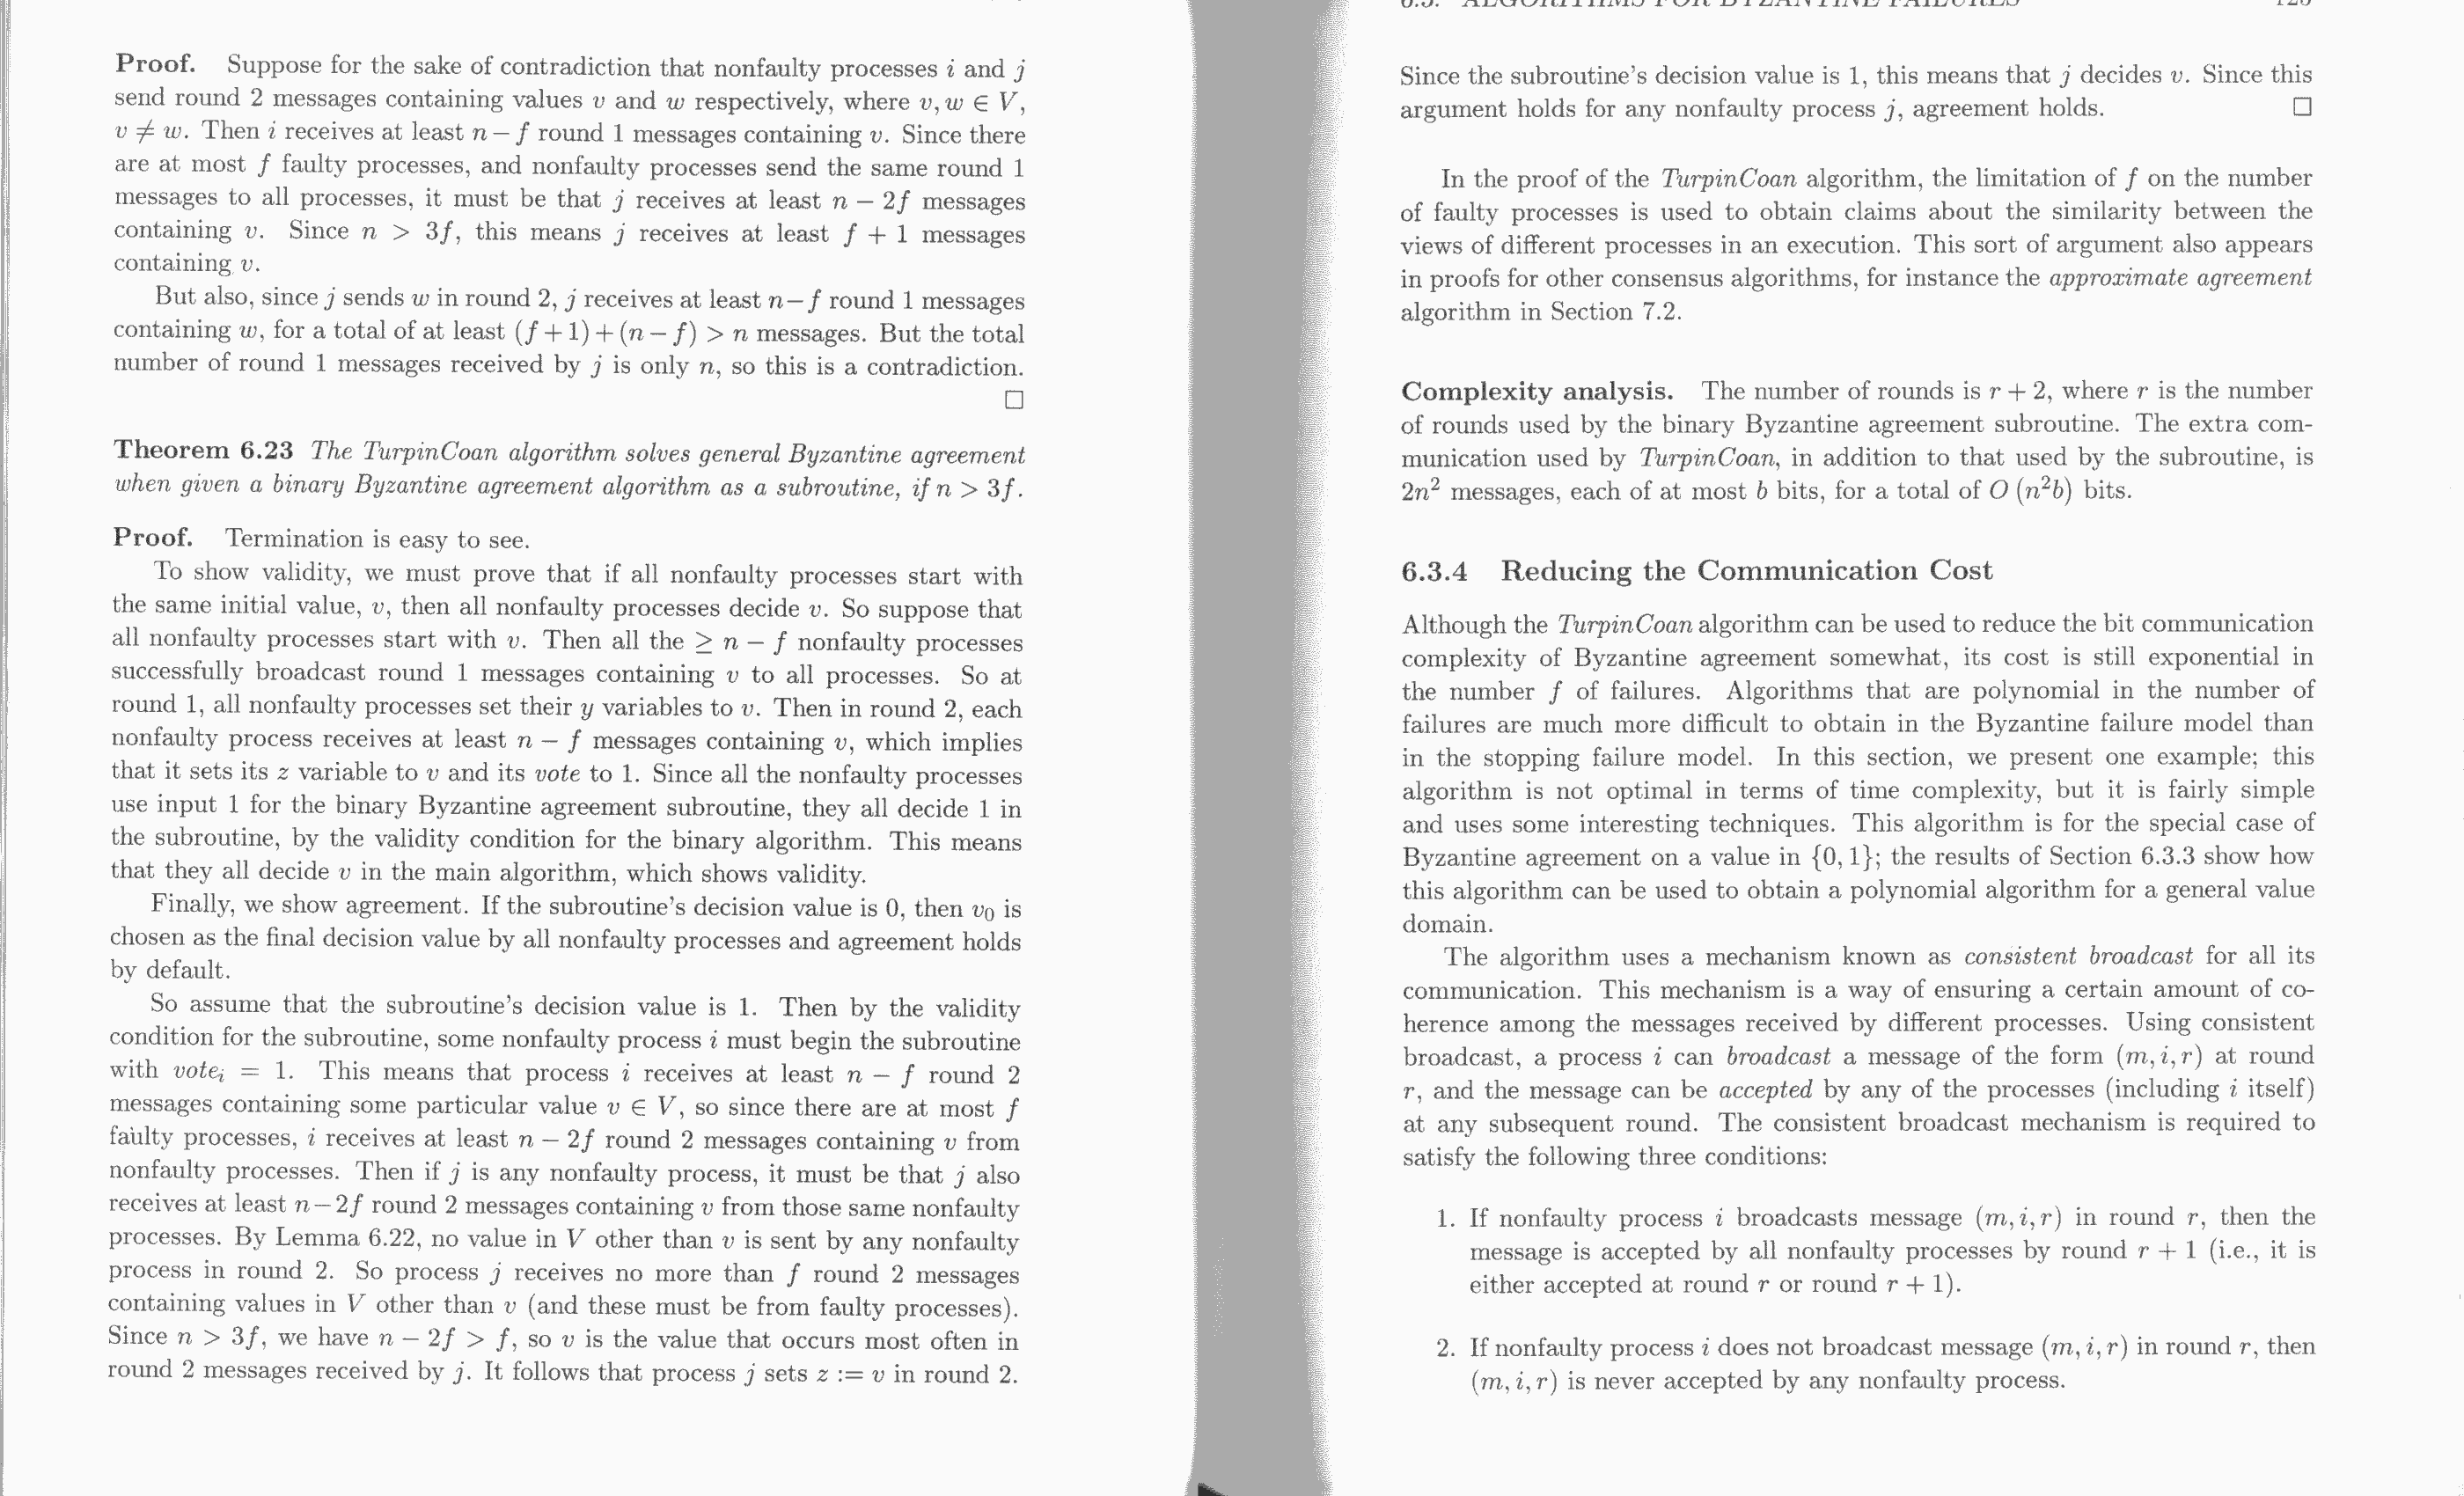 Proof. Suppose for the sake of contradiction that nonfaulty processes i and j
send round 2 messages containing values v and w respectively, where v, w ∈ V,
v ≠ w. Then i receives at least n − f round 1 messages containing v. Since there
are at most f faulty processes, and nonfaulty processes send the same round 1
messages to all processes, it must be that j receives at least n − 2f messages
containing v. Since n > 3f, this means j receives at least f + 1 messages
containing v.
But also, since j sends w in round 2, j receives at least n−f round 1 messages
containing w, for a total of at least (f + 1) + (n − f) > n messages. But the total
number of round 1 messages received by j is only n, so this is a contradiction.
□
Theorem 6.23 The TurpinCoan algorithm solves general Byzantine agreement
when given a binary Byzantine agreement algorithm as a subroutine, if n > 3f.
Proof. Termination is easy to see.
To show validity, we must prove that if all nonfaulty processes start with
the same initial value, v, then all nonfaulty processes decide v. So suppose that
all nonfaulty processes start with v. Then all the ≥ n − f nonfaulty processes
successfully broadcast round 1 messages containing v to all processes. So at
round 1, all nonfaulty processes set their y variables to v. Then in round 2, each
nonfaulty process receives at least n − f messages containing v, which implies
that it sets its z variable to v and its vote to 1. Since all the nonfaulty processes
use input 1 for the binary Byzantine agreement subroutine, they all decide 1 in
the subroutine, by the validity condition for the binary algorithm. This means
that they all decide v in the main algorithm, which shows validity.
Finally, we show agreement. If the subroutine's decision value is 0, then v₀ is
chosen as the final decision value by all nonfaulty processes and agreement holds
by default.
So assume that the subroutine's decision value is 1. Then by the validity
condition for the subroutine, some nonfaulty process i must begin the subroutine
with voteᵢ = 1. This means that process i receives at least n − f round 2
messages containing some particular value v ∈ V, so since there are at most f
faulty processes, i receives at least n − 2f round 2 messages containing v from
nonfaulty processes. Then if j is any nonfaulty process, it must be that j also
receives at least n−2f round 2 messages containing v from those same nonfaulty
processes. By Lemma 6.22, no value in V other than v is sent by any nonfaulty
process in round 2. So process j receives no more than f round 2 messages
containing values in V other than v (and these must be from faulty processes).
Since n > 3f, we have n − 2f > f, so v is the value that occurs most often in
round 2 messages received by j. It follows that process j sets z := v in round 2.
6.3. ALGORITHMS FOR BYZANTINE FAILURES
Since the subroutine's decision value is 1, this means that j decides v. Since this
argument holds for any nonfaulty process j, agreement holds. □
In the proof of the TurpinCoan algorithm, the limitation of f on the number
of faulty processes is used to obtain claims about the similarity between the
views of different processes in an execution. This sort of argument also appears
in proofs for other consensus algorithms, for instance the approximate agreement
algorithm in Section 7.2.
Complexity analysis. The number of rounds is r + 2, where r is the number
of rounds used by the binary Byzantine agreement subroutine. The extra com-
munication used by TurpinCoan, in addition to that used by the subroutine, is
2n² messages, each of at most b bits, for a total of O (n²b) bits.
6.3.4 Reducing the Communication Cost
Although the TurpinCoan algorithm can be used to reduce the bit communication
complexity of Byzantine agreement somewhat, its cost is still exponential in
the number f of failures. Algorithms that are polynomial in the number of
failures are much more difficult to obtain in the Byzantine failure model than
in the stopping failure model. In this section, we present one example; this
algorithm is not optimal in terms of time complexity, but it is fairly simple
and uses some interesting techniques. This algorithm is for the special case of
Byzantine agreement on a value in {0, 1}; the results of Section 6.3.3 show how
this algorithm can be used to obtain a polynomial algorithm for a general value
domain.
The algorithm uses a mechanism known as consistent broadcast for all its
communication. This mechanism is a way of ensuring a certain amount of co-
herence among the messages received by different processes. Using consistent
broadcast, a process i can broadcast a message of the form (m, i, r) at round
r, and the message can be accepted by any of the processes (including i itself)
at any subsequent round. The consistent broadcast mechanism is required to
satisfy the following three conditions:
1. If nonfaulty process i broadcasts message (m, i, r) in round r, then the
message is accepted by all nonfaulty processes by round r + 1 (i.e., it is
either accepted at round r or round r + 1).
2. If nonfaulty process i does not broadcast message (m, i, r) in round r, then
(m, i, r) is never accepted by any nonfaulty process.